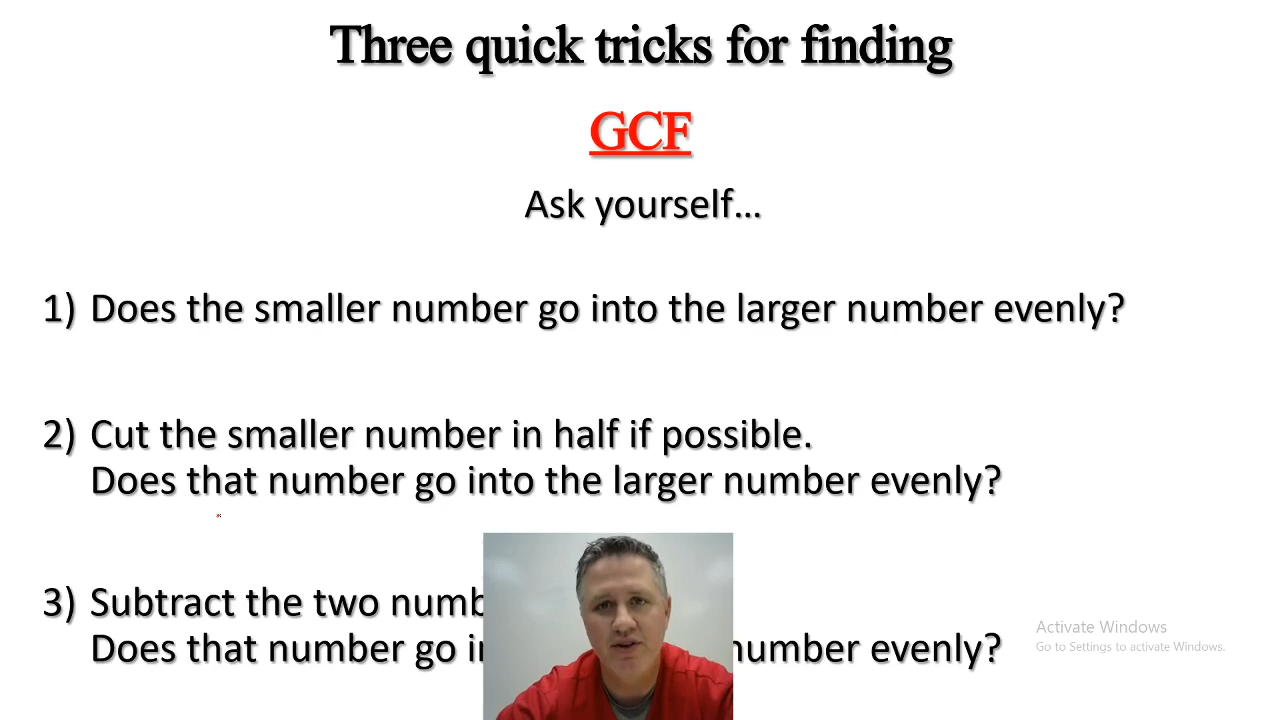 Three quick tricks for finding
GCF
Ask yourself…
1) Does the smaller number go into the larger number evenly?
2) Cut the smaller number in half if possible.
Does that number go into the larger number evenly?
3) Subtract the two
Does that number go number evenly?
Activate Windows
Go to Settings to activate Windows.